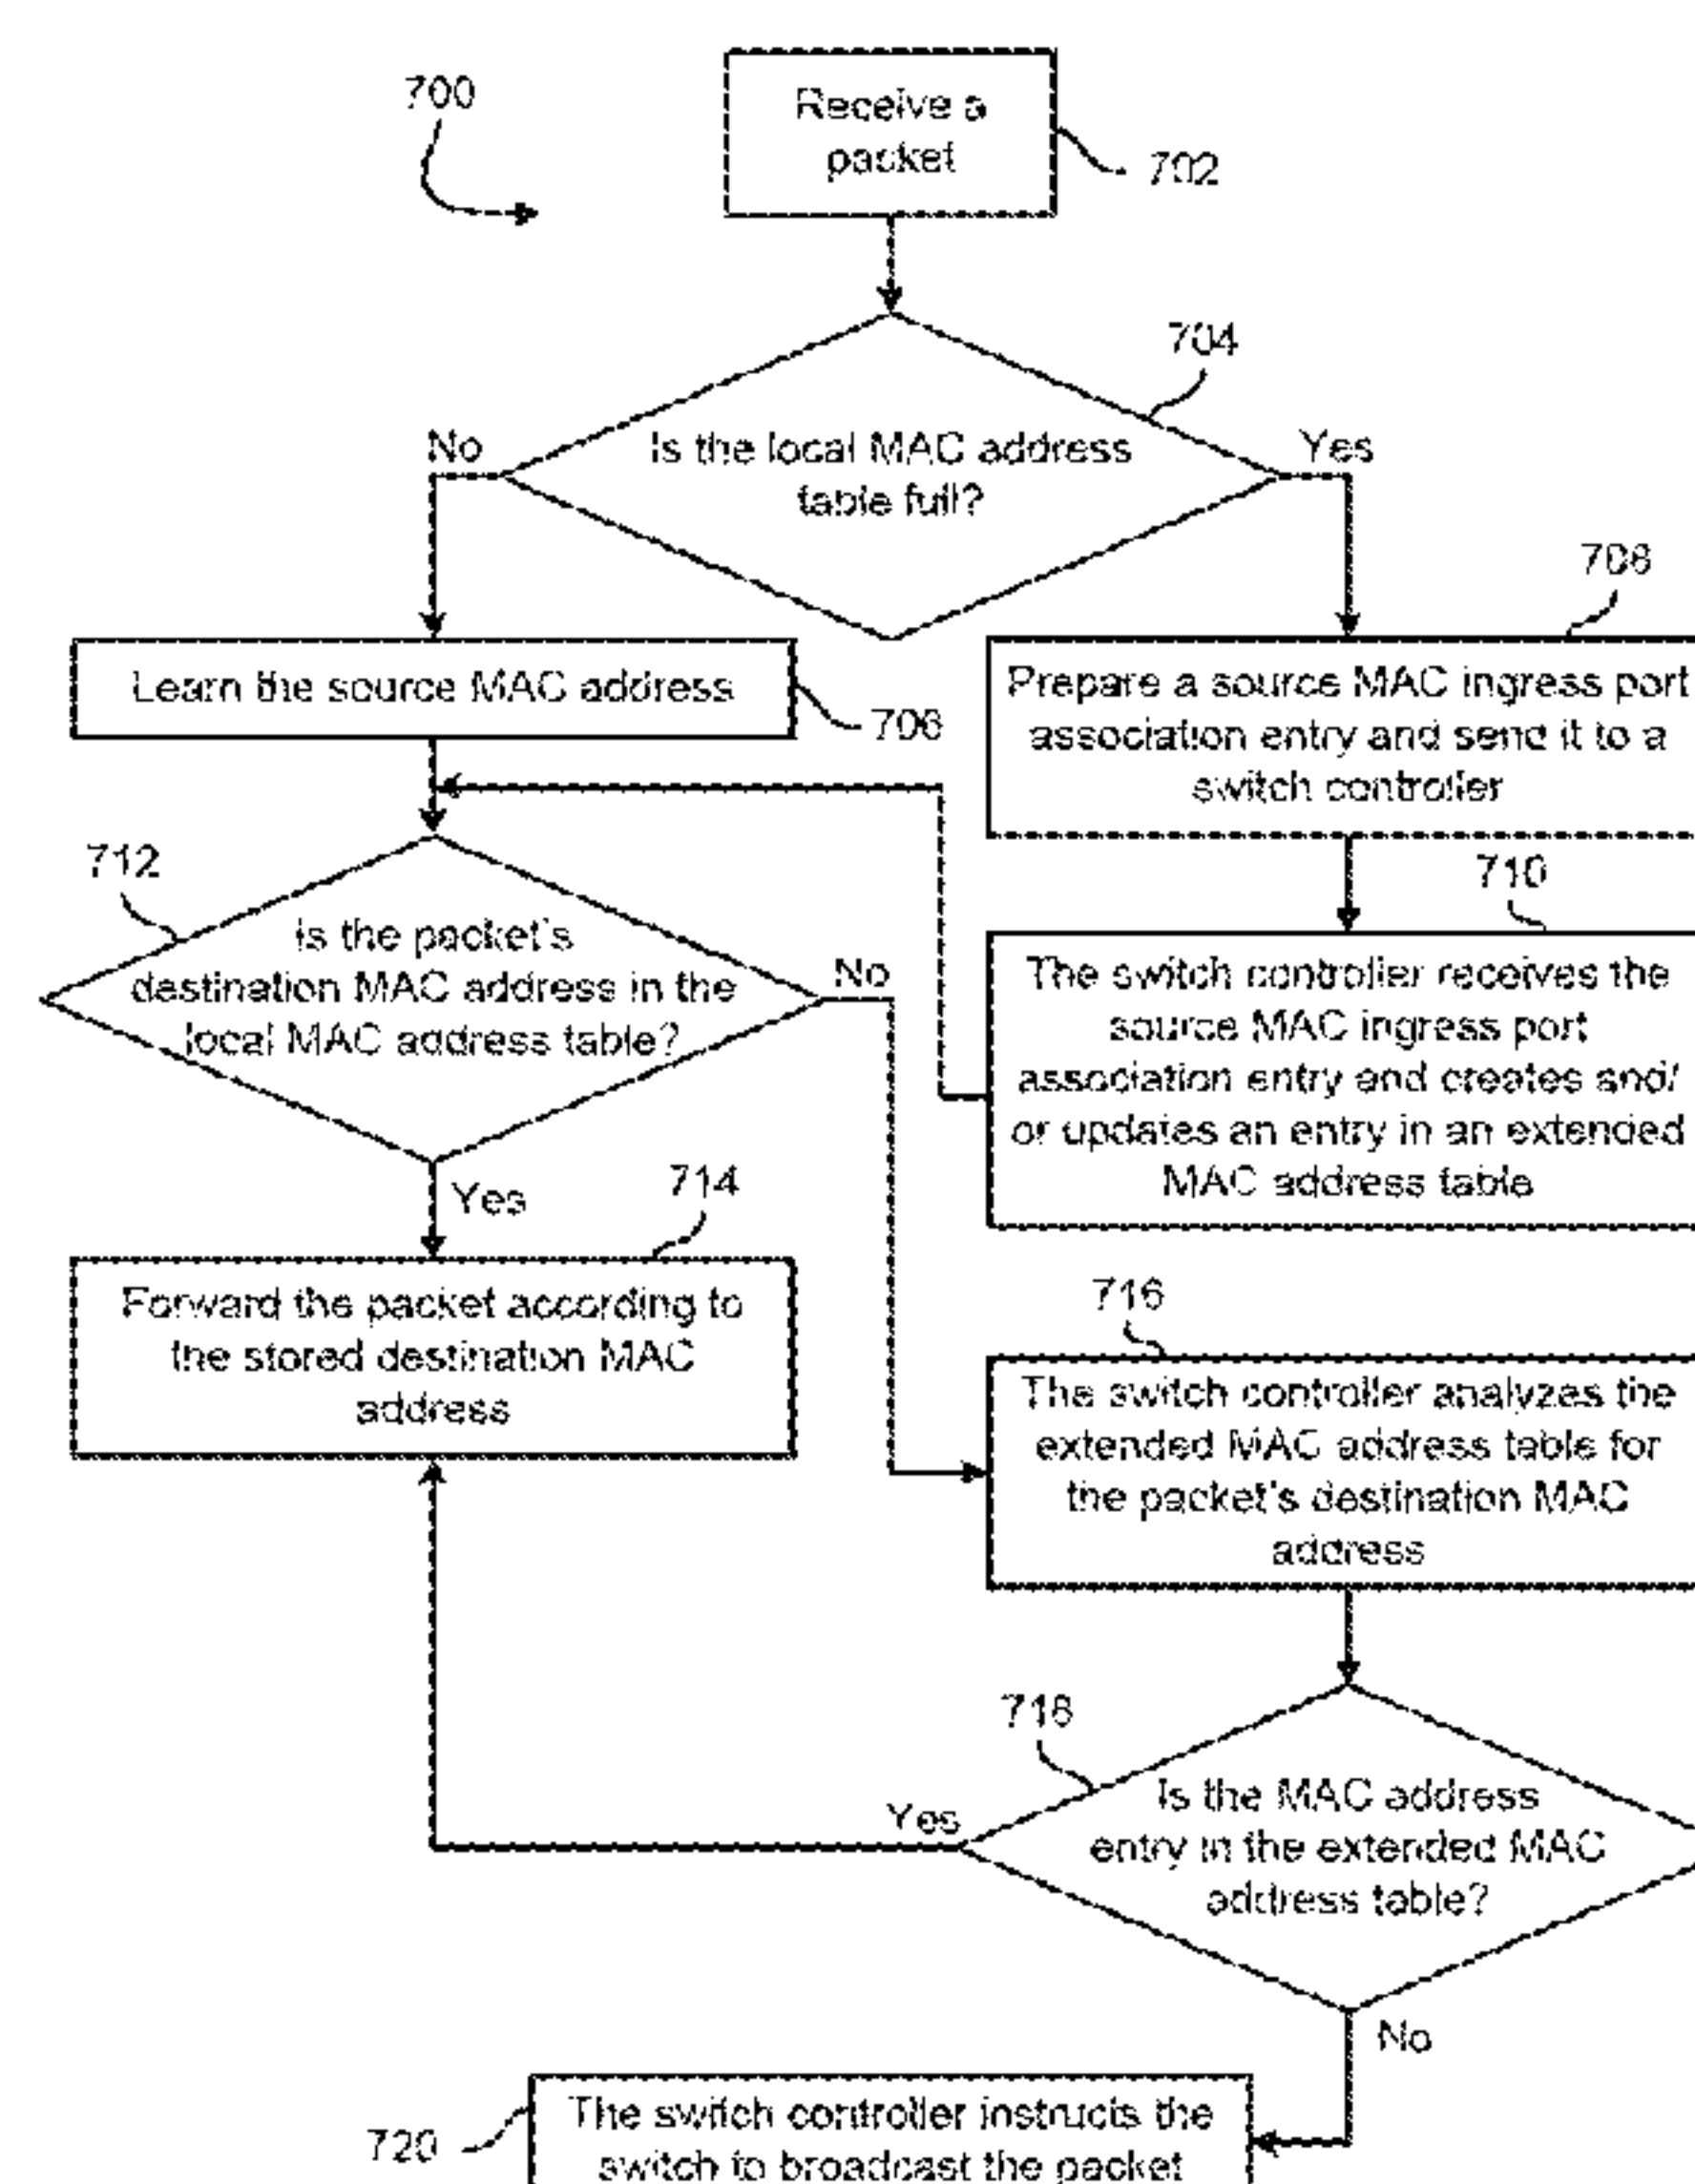 700
Receive a
packet
702
704
Is the local MAC address
table full?
No
Yes
708
Learn the source MAC address
706
Prepare a source MAC ingress port
association entry and send it to a
switch controller
712
710
Is the packet's
destination MAC address in the
local MAC address table?
No
The switch controller receives the
source MAC ingress port
association entry and creates and/
or updates an entry in an extended
MAC address table
Yes
714
Forward the packet according to
the stored destination MAC
address
716
The switch controller analyzes the
extended MAC address table for
the packet's destination MAC
address
718
Is the MAC address
entry in the extended MAC
address table?
Yes
No
720
The switch controller instructs the
switch to broadcast the packet